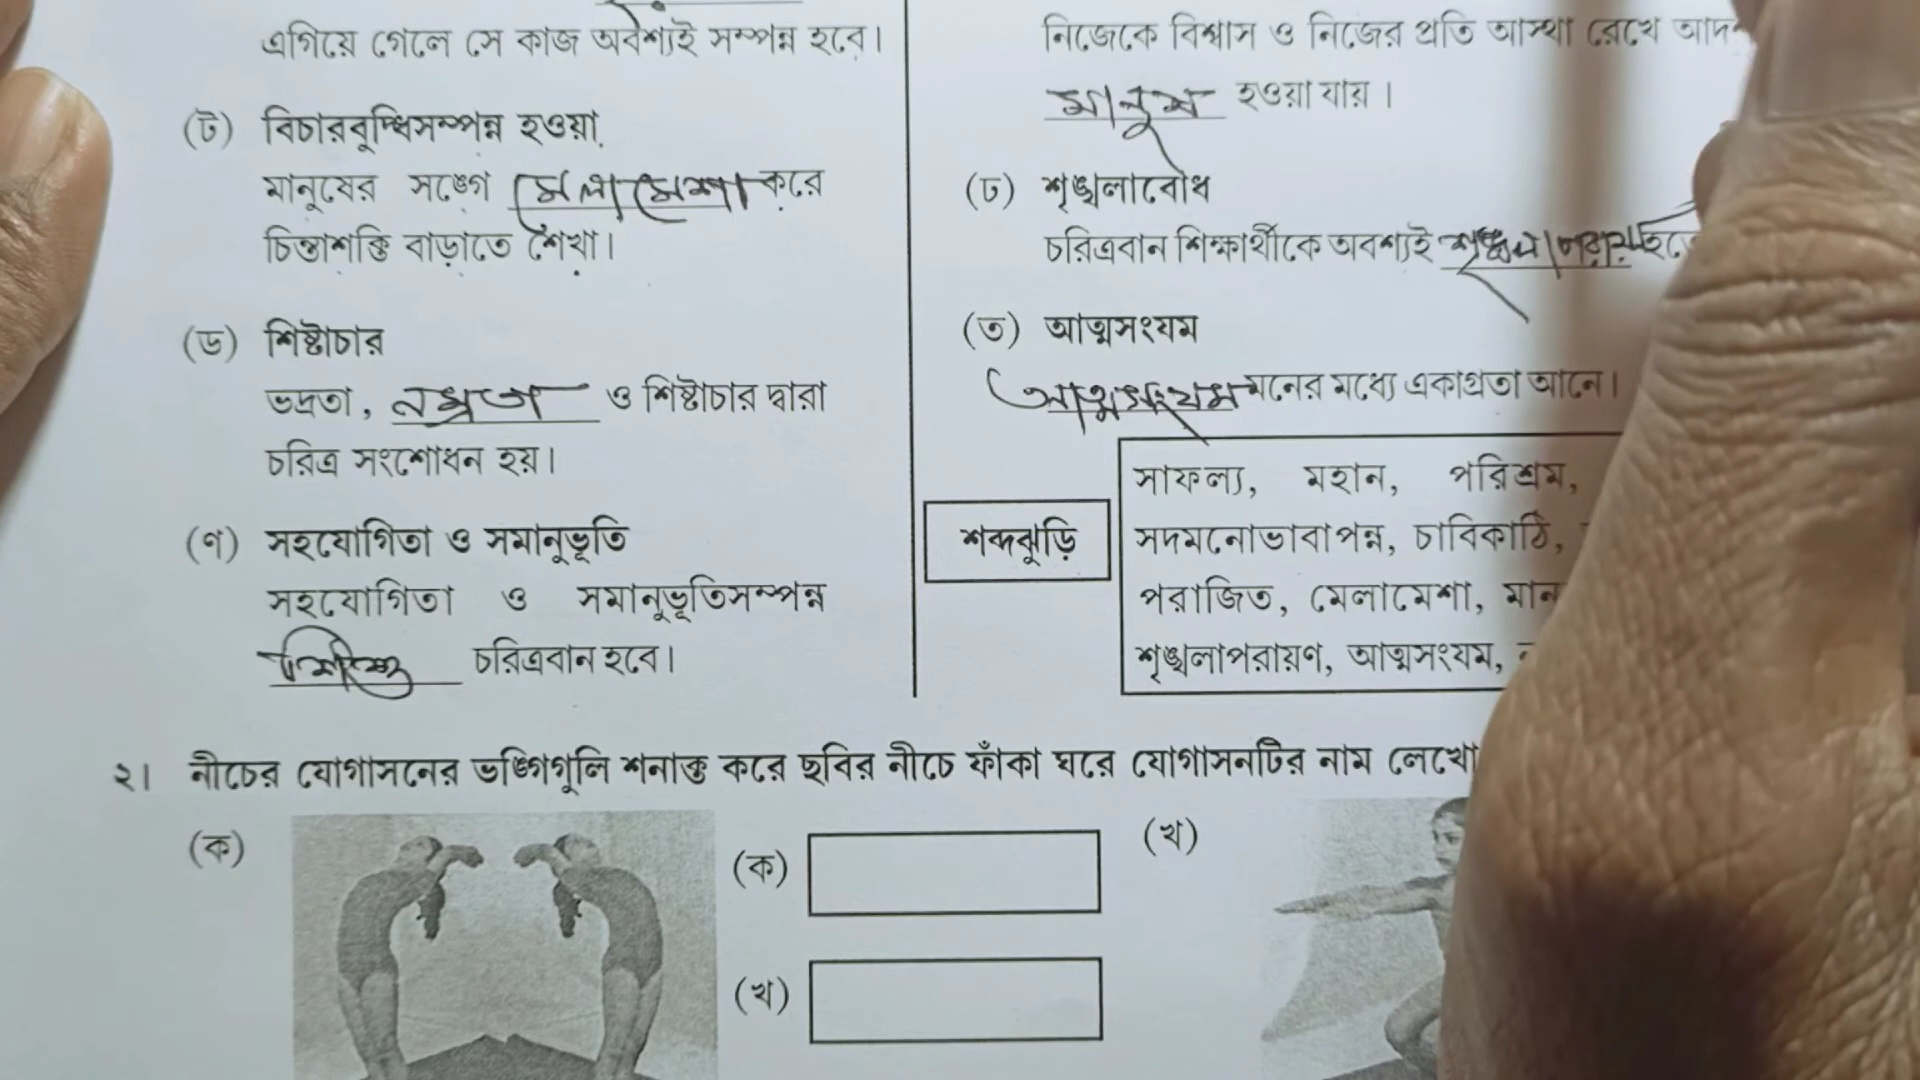 এগিয়ে গেলে সে কাজ অবশ্যই সম্পন্ন হবে।
(ট) বিচারবুদ্ধিসম্পন্ন হওয়া
মানুষের সঙ্গে মেলামেশা করে
চিন্তাশক্তি বাড়াতে শেখা।
(ড) শিষ্টাচার
ভদ্রতা, নম্রতা ও শিষ্টাচার দ্বারা
চরিত্র সংশোধন হয়।
(ণ) সহযোগিতা ও সমানুভূতি
সহযোগিতা ও সমানুভূতিসম্পন্ন
চরিত্রবান হবে।
নিজেকে বিশ্বাস ও নিজের প্রতি আস্থা রেখে
মানুষ হওয়া যায়।
(ঢ) শৃঙ্খলাবোধ
চরিত্রবান শিক্ষার্থীকে অবশ্যই শৃঙ্খলাপরায়ণ হতে
(ত) আত্মসংযম
আত্মসংযম মনের মধ্যে একাগ্রতা আনে।
শব্দঝুড়ি
সাফল্য, মহান, পরিশ্রম,
সদমনোভাবাপন্ন, চাবিকাঠি,
পরাজিত, মেলামেশা,
শৃঙ্খলাপরায়ণ, আত্মসংযম,
২। নীচের যোগাসনের ভঙ্গিগুলি শনাক্ত করে ছবির নীচে ফাঁকা ঘরে যোগাসনটির নাম লেখো
(ক)
(ক)
(খ)
(খ)